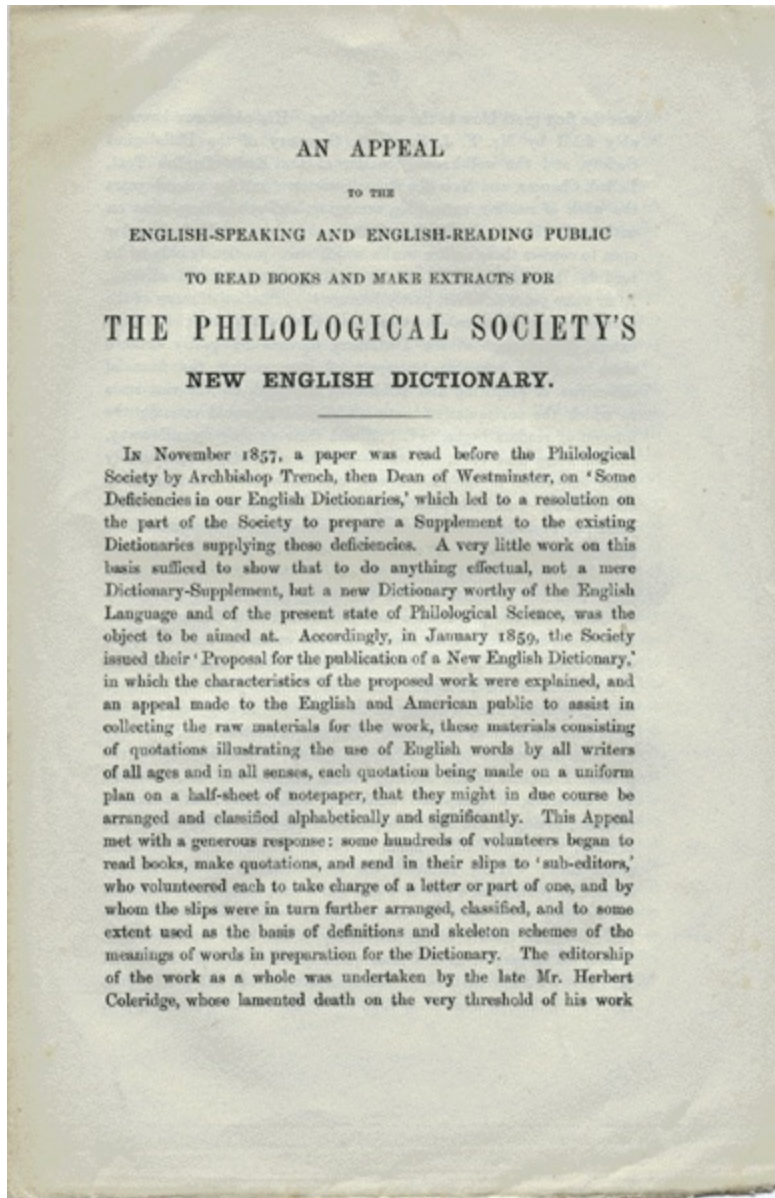 AN APPEAL
TO THE
ENGLISH-SPEAKING AND ENGLISH-READING PUBLIC
TO READ BOOKS AND MAKE EXTRACTS FOR
THE PHILOLOGICAL SOCIETY'S
NEW ENGLISH DICTIONARY.
In November 1857, a paper was read before the Philological
Society by Archbishop Trench, then Dean of Westminster, on 'Some
Deficiencies in our English Dictionaries,' which led to a resolution on
the part of the Society to prepare a Supplement to the existing
Dictionaries supplying these deficiencies. A very little work on this
basis sufficed to show that to do anything effectual, not a mere
Dictionary-Supplement, but a new Dictionary worthy of the English
Language and of the present state of Philological Science, was the
object to be aimed at. Accordingly, in January 1859, the Society
issued their 'Proposal for the publication of a New English Dictionary,'
in which the characteristics of the proposed work were explained, and
an appeal made to the English and American public to assist in
collecting the raw materials for the work, these materials consisting
of quotations illustrating the use of English words by all writers
of all ages and in all senses, each quotation being made on a uniform
plan on a half-sheet of notepaper, that they might in due course be
arranged and classified alphabetically and significantly. This Appeal
met with a generous response: some hundreds of volunteers began to
read books, make quotations, and send in their slips to 'sub-editors,'
who volunteered each to take charge of a letter or part of one, and by
whom the slips were in turn further arranged, classified, and to some
extent used as the basis of definitions and skeleton schemes of the
meanings of words in preparation for the Dictionary. The editorship
of the work as a whole was undertaken by the late Mr. Herbert
Coleridge, whose lamented death on the very threshold of his work